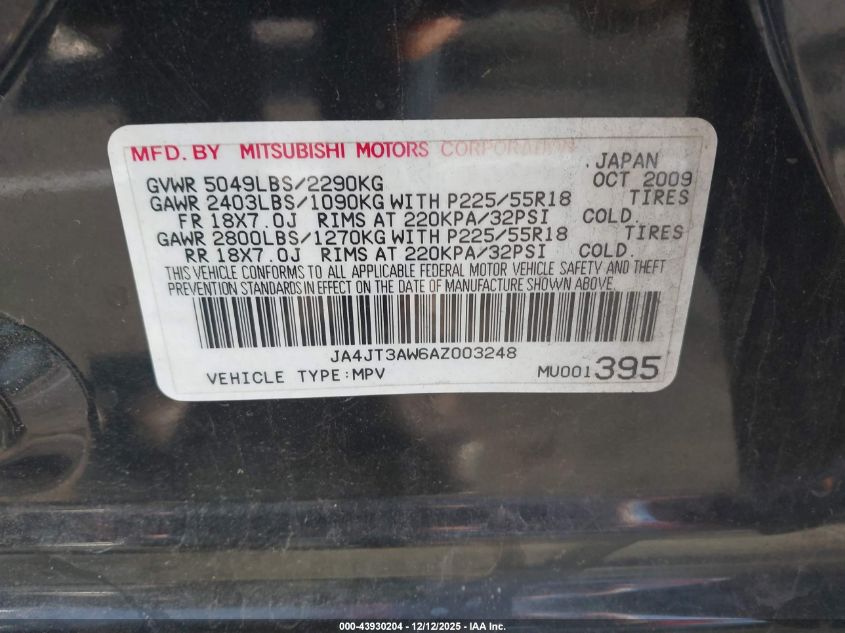 MFD. BY MITSUBISHI MOTORS CORPORATION
JAPAN
GVWR 5049LBS/2290KG OCT 2009
GAWR 2403LBS/1090KG WITH P225/55R18 TIRES
FR 18X7.0J RIMS AT 220KPA/32PSI COLD.
GAWR 2800LBS/1270KG WITH P225/55R18 TIRES
RR 18X7.0J RIMS AT 220KPA/32PSI COLD.
THIS VEHICLE CONFORMS TO ALL APPLICABLE FEDERAL MOTOR VEHICLE SAFETY AND THEFT
PREVENTION STANDARDS IN EFFECT ON THE DATE OF MANUFACTURE SHOWN ABOVE.
JA4JT3AW6AZ003248
VEHICLE TYPE:MPV MU001395
000-43930204 - 12/12/2025 - IAA Inc.